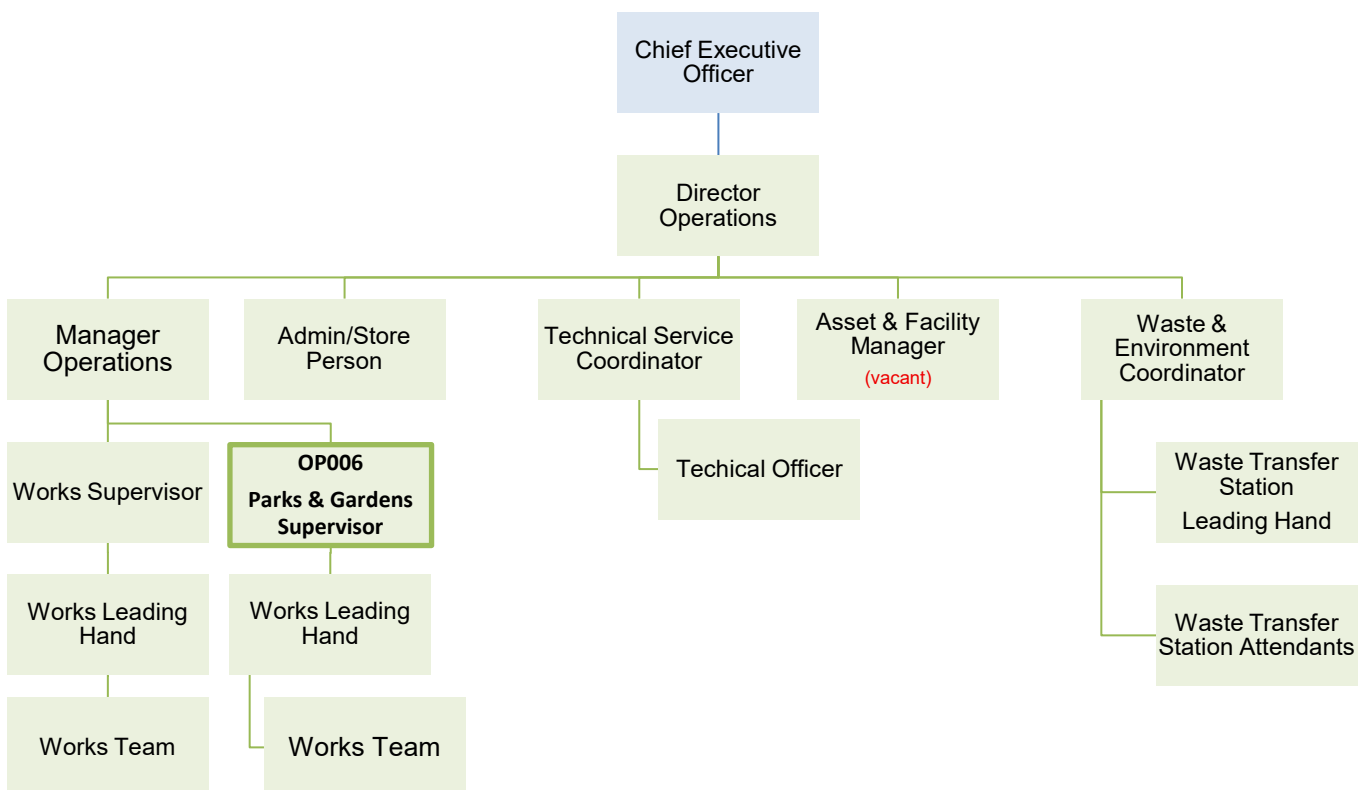 Chief Executive
Officer
Director
Operations
Manager
Operations
Admin/Store
Person
Technical Service
Coordinator
Asset & Facility
Manager
(vacant)
Waste &
Environment
Coordinator
Works Supervisor
OP006
Parks & Gardens
Supervisor
Techical Officer
Waste Transfer
Station
Leading Hand
Works Leading
Hand
Works Leading
Hand
Waste Transfer
Station Attendants
Works Team
Works Team